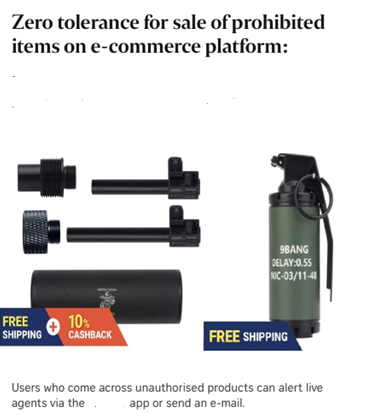 Zero tolerance for sale of prohibited
items on e-commerce platform:
9BANG
DELAY:0.5S
NIC-03/11-48
FREE
SHIPPING
+
10%
CASHBACK
FREE SHIPPING
Users who come across unauthorised products can alert live
agents via the app or send an e-mail.